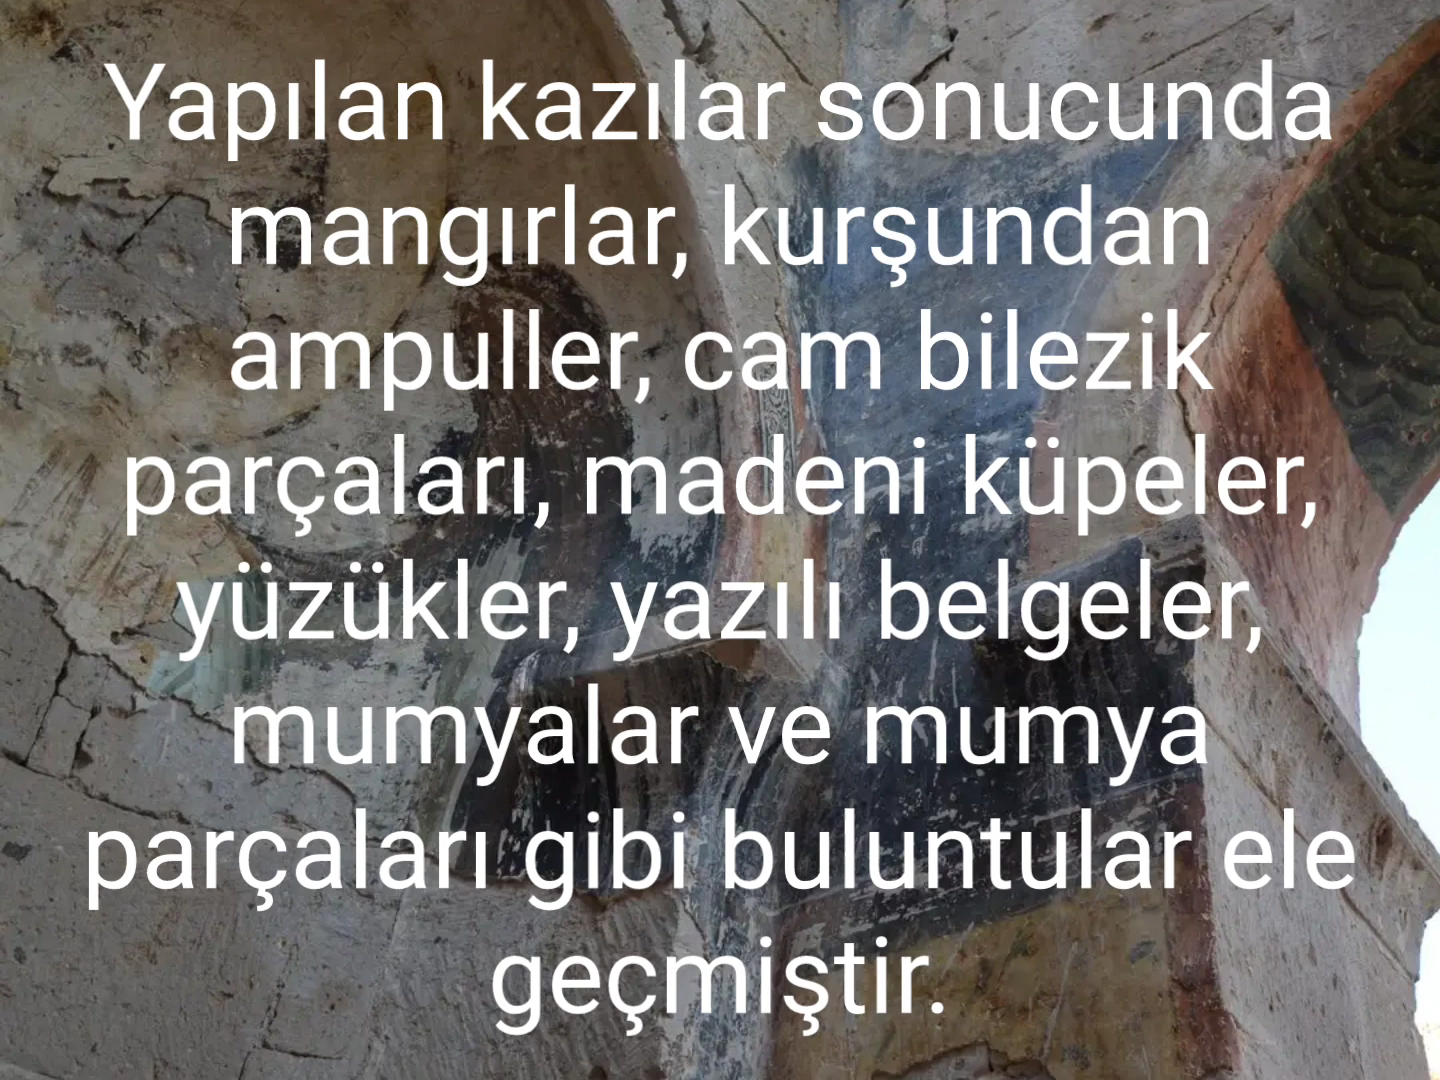 Yapılan kazılar sonucunda
mangırlar, kurşundan
ampuller, cam bilezik
parçaları, madeni küpeler,
yüzükler, yazılı belgeler,
mumyalar ve mumya
parçaları gibi buluntular ele
geçmiştir.